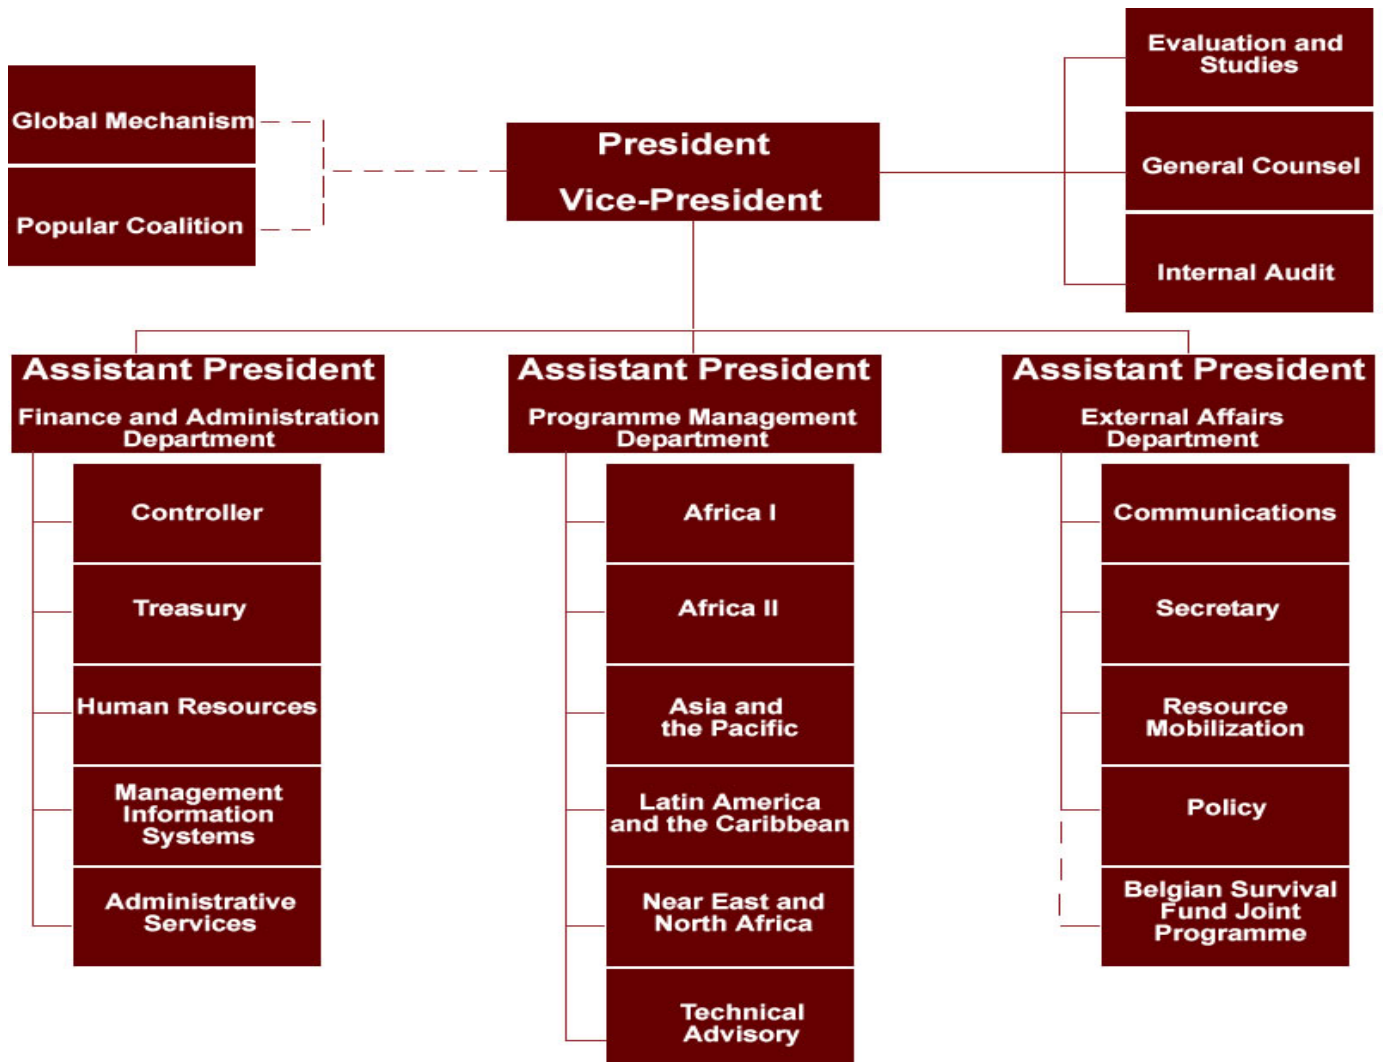 Evaluation and
Studies
Global Mechanism
President
Vice-President
General Counsel
Popular Coalition
Internal Audit
Assistant President
Finance and Administration
Department
Controller
Treasury
Human Resources
Management
Information
Systems
Administrative
Services
Assistant President
Programme Management
Department
Africa I
Africa II
Asia and
the Pacific
Latin America
and the Caribbean
Near East and
North Africa
Technical
Advisory
Assistant President
External Affairs
Department
Communications
Secretary
Resource
Mobilization
Policy
Belgian Survival
Fund Joint
Programme